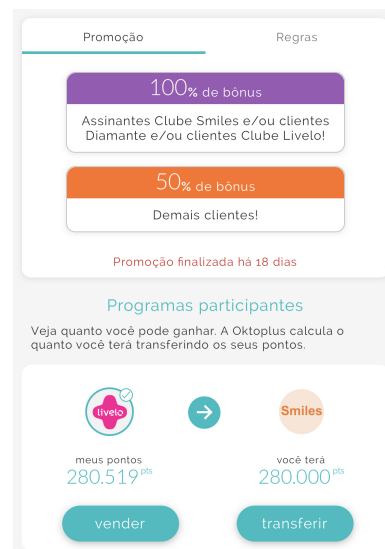 Promoção
Regras
100% de bônus
Assinantes Clube Smiles e/ou clientes
Diamante e/ou clientes Clube Livelo!
50% de bônus
Demais clientes!
Promoção finalizada há 18 dias
Programas participantes
Veja quanto você pode ganhar. A Oktoplus calcula o
quanto você terá transferindo os seus pontos.
livelo
Smiles
meus pontos
280.519 pts
você terá
280.000 pts
vender
transferir